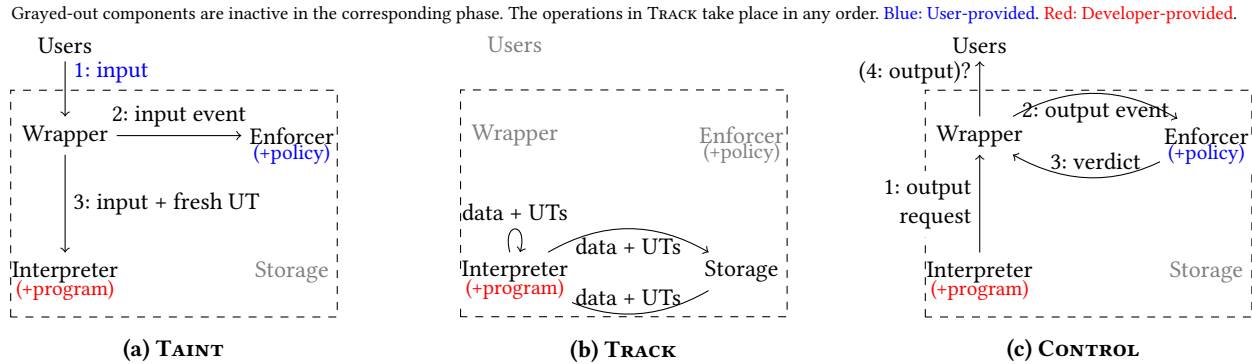 Grayed-out components are inactive in the corresponding phase. The operations in TRACK take place in any order. Blue: User-provided. Red: Developer-provided.
Users
1: input
Wrapper
2: input event
Enforcer
(+policy)
3: input + fresh UT
Interpreter
(+program)
Storage
(a) TAINT
Users
Wrapper
Enforcer
(+policy)
data + UTs
data + UTs
Interpreter
(+program)
Storage
data + UTs
(b) TRACK
Users
(4: output)?
2: output event
Wrapper
Enforcer
(+policy)
3: verdict
1: output
request
Interpreter
(+program)
Storage
(c) CONTROL